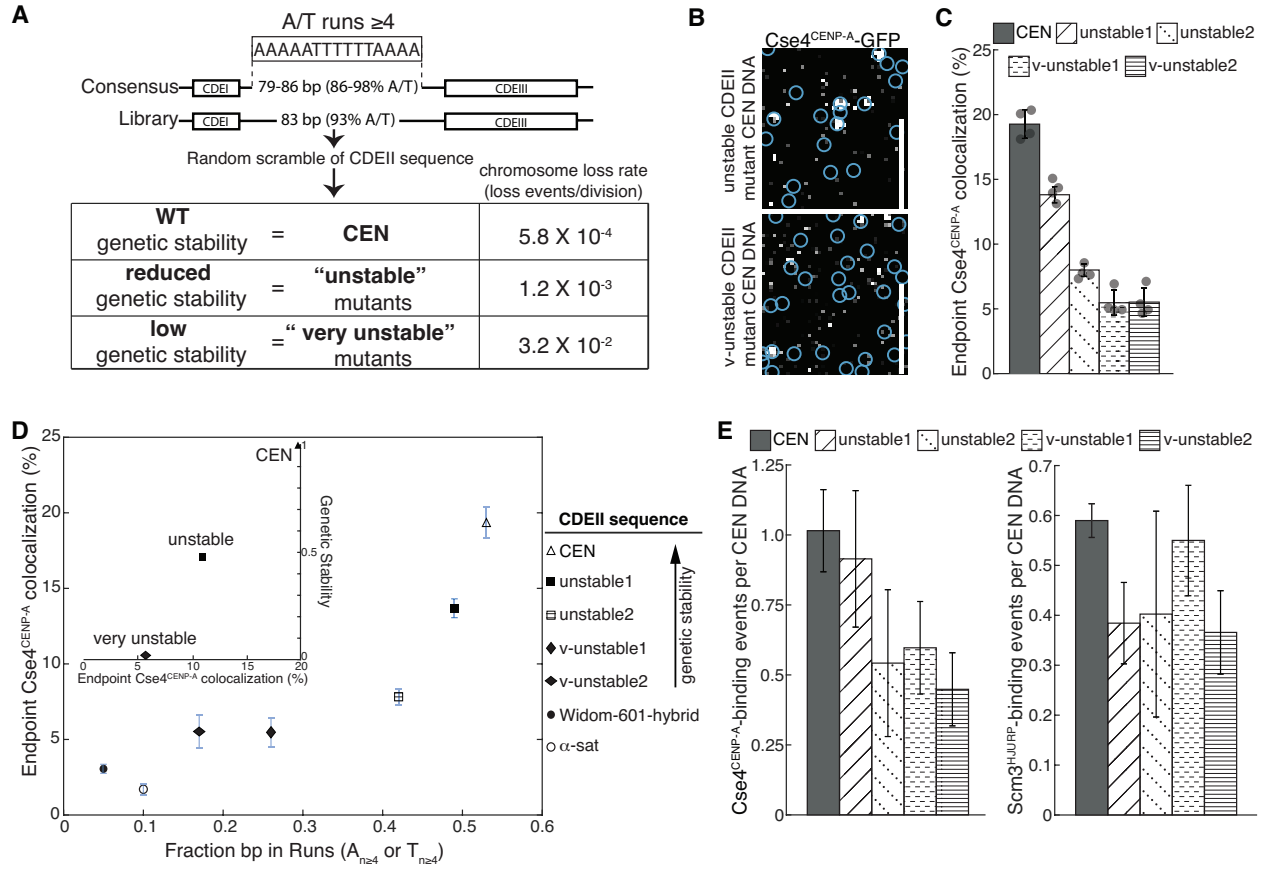 A
A/T runs ≥4
AAAAATTTTTTAAAA
Consensus
CDEI
79-86 bp (86-98% A/T)
CDEIII
Library
CDEI
83 bp (93% A/T)
CDEIII
Random scramble of CDEII sequence
chromosome loss rate
(loss events/division)
WT
genetic stability
=
CEN
5.8 X 10-4
reduced
genetic stability
=
“unstable”
mutants
1.2 X 10-3
low
genetic stability
=
“ very unstable”
mutants
3.2 X 10-2
B
Cse4CENP-A-GFP
unstable CDEII
mutant CEN DNA
v-unstable CDEII
mutant CEN DNA
C
CEN
unstable1
unstable2
v-unstable1
v-unstable2
Endpoint Cse4CENP-A colocalization (%)
25
20
15
10
5
0
D
Endpoint Cse4CENP-A colocalization (%)
25
20
15
10
5
0
0
0.1
0.2
0.3
0.4
0.5
0.6
Fraction bp in Runs (An≥4 or Tn≥4)
CEN
unstable
very unstable
1
0.5
0
Genetic Stability
0
5
10
15
20
Endpoint Cse4CENP-A colocalization (%)
CDEII sequence
CEN
unstable1
unstable2
v-unstable1
v-unstable2
Widom-601-hybrid
α-sat
genetic stability
E
CEN
unstable1
unstable2
v-unstable1
v-unstable2
Cse4CENP-A-binding events per CEN DNA
1.25
1.0
0.75
0.5
0.25
0
Scm3HJURP-binding events per CEN DNA
0.7
0.6
0.5
0.4
0.3
0.2
0.1
0